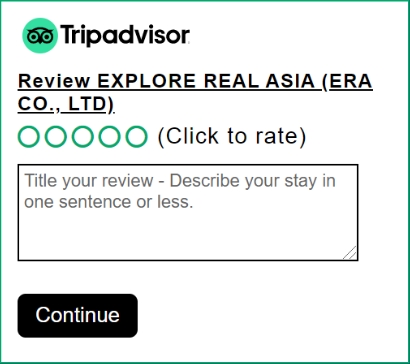 Tripadvisor
Review EXPLORE REAL ASIA (ERA
CO., LTD)
(Click to rate)
Title your review - Describe your stay in
one sentence or less.
Continue